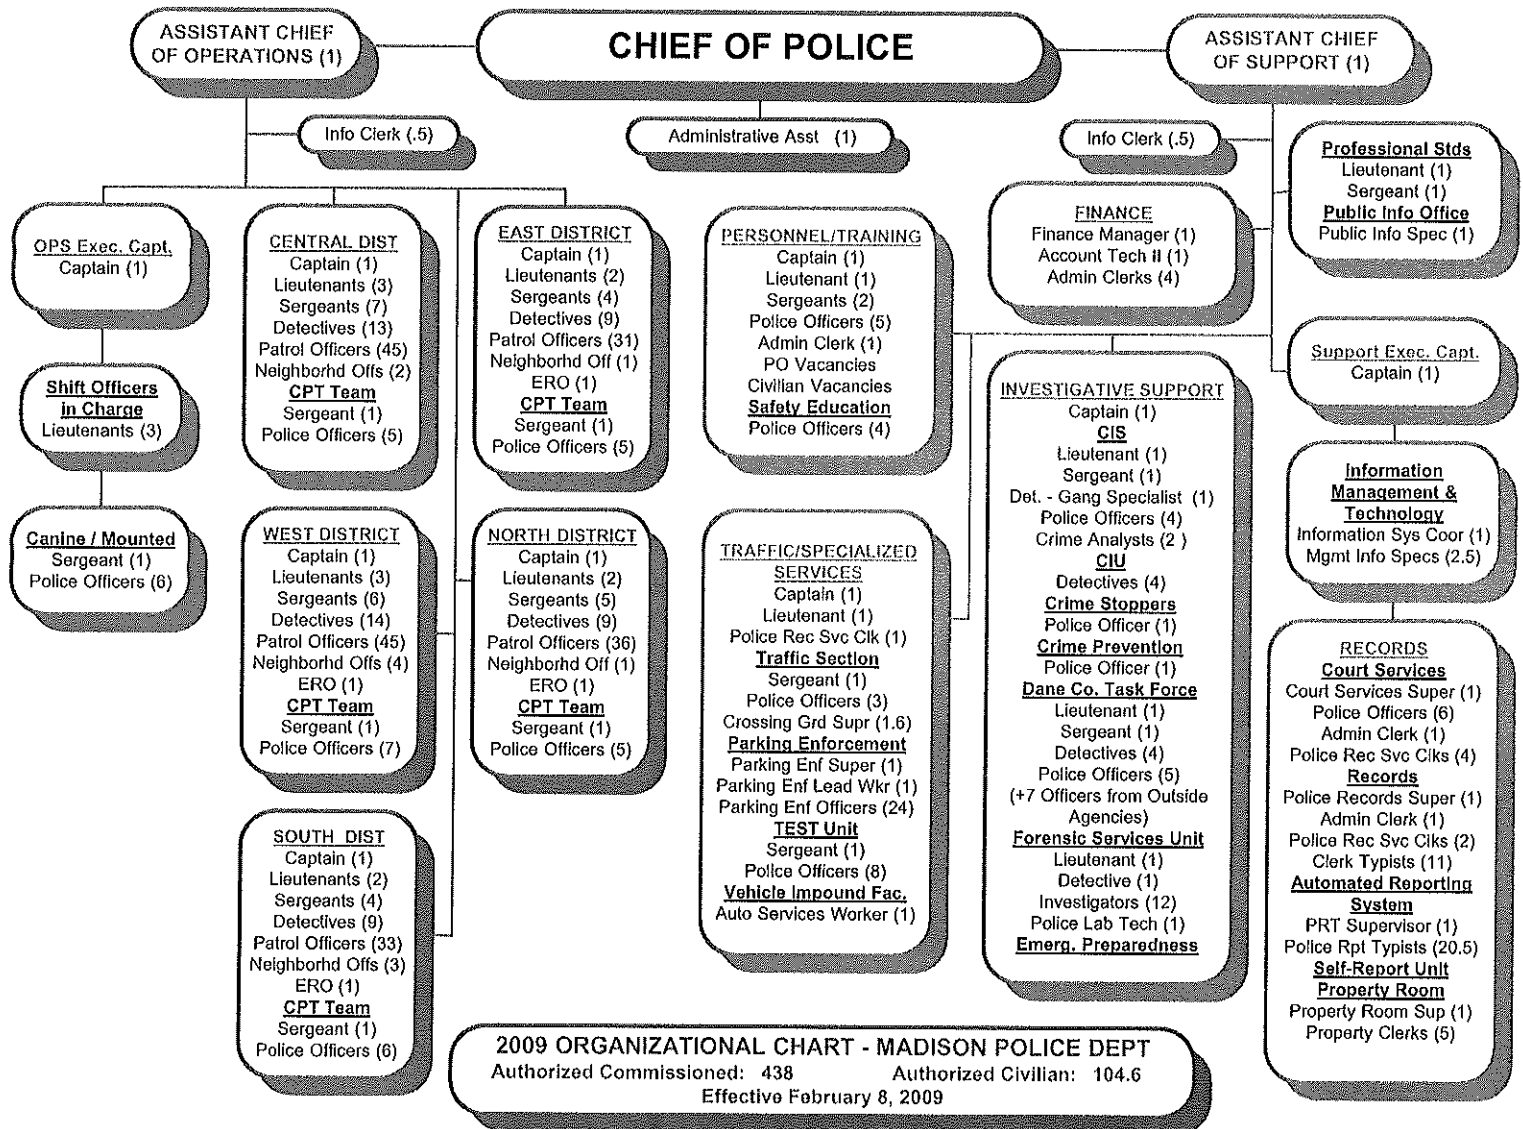 ASSISTANT CHIEF
OF OPERATIONS (1)
CHIEF OF POLICE
ASSISTANT CHIEF
OF SUPPORT (1)
Info Clerk (.5)
Administrative Asst (1)
Info Clerk (.5)
Professional Stds
Lieutenant (1)
Sergeant (1)
Public Info Office
Public Info Spec (1)
OPS Exec. Capt.
Captain (1)
Shift Officers
in Charge
Lieutenants (3)
Canine / Mounted
Sergeant (1)
Police Officers (6)
CENTRAL DIST
Captain (1)
Lieutenants (3)
Sergeants (7)
Detectives (13)
Patrol Officers (45)
Neighborhd Offs (2)
CPT Team
Sergeant (1)
Police Officers (5)
EAST DISTRICT
Captain (1)
Lieutenants (2)
Sergeants (4)
Detectives (9)
Patrol Officers (31)
Neighborhd Off (1)
ERO (1)
CPT Team
Sergeant (1)
Police Officers (5)
WEST DISTRICT
Captain (1)
Lieutenants (3)
Sergeants (6)
Detectives (14)
Patrol Officers (45)
Neighborhd Offs (4)
ERO (1)
CPT Team
Sergeant (1)
Police Officers (7)
NORTH DISTRICT
Captain (1)
Lieutenants (2)
Sergeants (5)
Detectives (9)
Patrol Officers (36)
Neighborhd Off (1)
ERO (1)
CPT Team
Sergeant (1)
Police Officers (5)
SOUTH DIST
Captain (1)
Lieutenants (2)
Sergeants (4)
Detectives (9)
Patrol Officers (33)
Neighborhd Offs (3)
ERO (1)
CPT Team
Sergeant (1)
Police Officers (6)
PERSONNEL/TRAINING
Captain (1)
Lieutenant (1)
Sergeants (2)
Police Officers (5)
Admin Clerk (1)
PO Vacancies
Civilian Vacancies
Safety Education
Police Officers (4)
TRAFFIC/SPECIALIZED
SERVICES
Captain (1)
Lieutenant (1)
Police Rec Svc Clk (1)
Traffic Section
Sergeant (1)
Police Officers (3)
Crossing Grd Supr (1.6)
Parking Enforcement
Parking Enf Super (1)
Parking Enf Lead Wkr (1)
Parking Enf Officers (24)
TEST Unit
Sergeant (1)
Police Officers (8)
Vehicle Impound Fac.
Auto Services Worker (1)
FINANCE
Finance Manager (1)
Account Tech II (1)
Admin Clerks (4)
INVESTIGATIVE SUPPORT
Captain (1)
CIS
Lieutenant (1)
Sergeant (1)
Det. - Gang Specialist (1)
Police Officers (4)
Crime Analysts (2 )
CIU
Detectives (4)
Crime Stoppers
Police Officer (1)
Crime Prevention
Police Officer (1)
Dane Co. Task Force
Lieutenant (1)
Sergeant (1)
Detectives (4)
Police Officers (5)
(+7 Officers from Outside
Agencies)
Forensic Services Unit
Lieutenant (1)
Detective (1)
Investigators (12)
Police Lab Tech (1)
Emerg. Preparedness
Support Exec. Capt.
Captain (1)
Information
Management &
Technology
Information Sys Coor (1)
Mgmt Info Specs (2.5)
RECORDS
Court Services
Court Services Super (1)
Police Officers (6)
Admin Clerk (1)
Police Rec Svc Clks (4)
Records
Police Records Super (1)
Admin Clerk (1)
Police Rec Svc Clks (2)
Clerk Typists (11)
Automated Reporting
System
PRT Supervisor (1)
Police Rpt Typists (20.5)
Self-Report Unit
Property Room
Property Room Sup (1)
Property Clerks (5)
2009 ORGANIZATIONAL CHART - MADISON POLICE DEPT
Authorized Commissioned: 438 Authorized Civilian: 104.6
Effective February 8, 2009